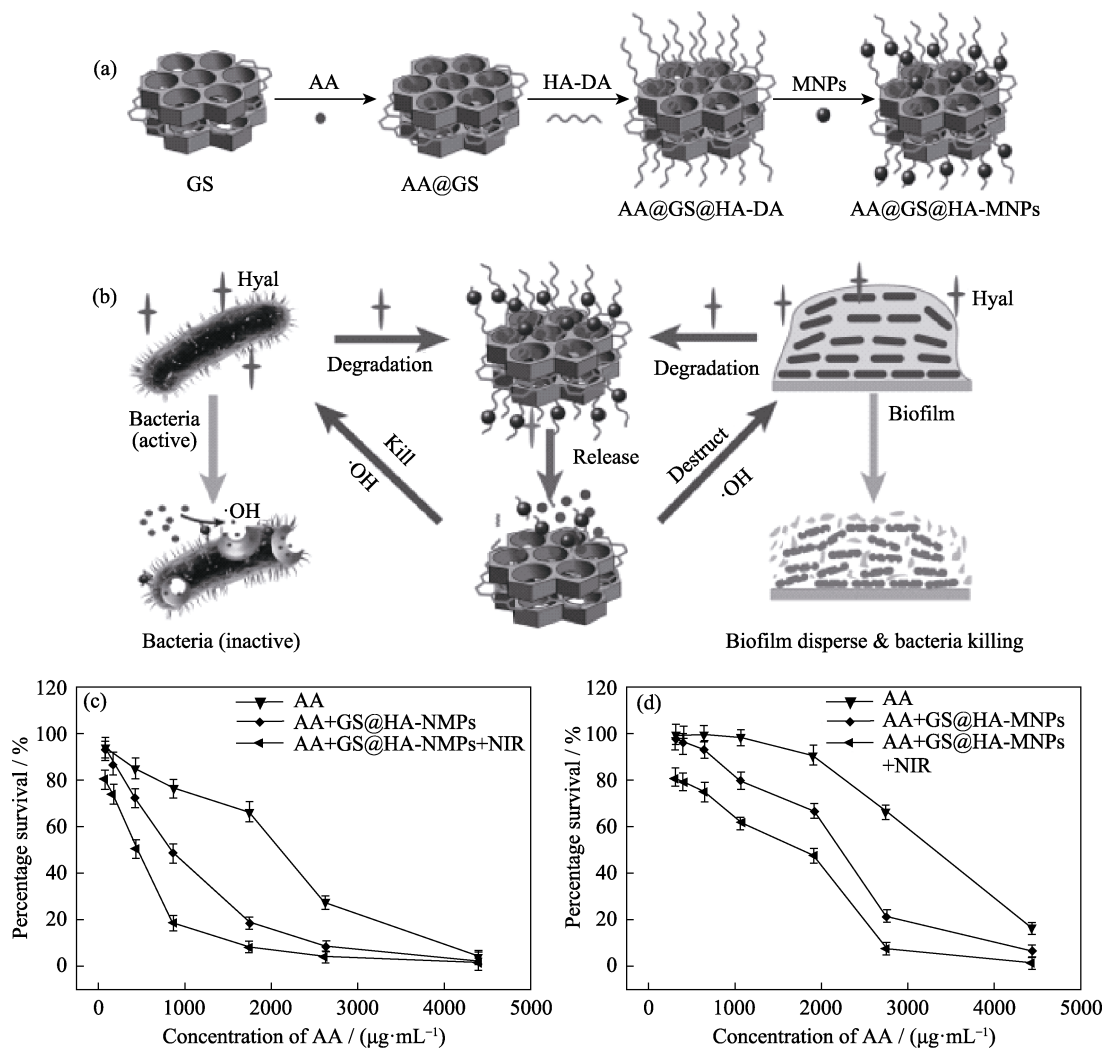 (a)
AA
HA-DA
MNPs
GS
AA@GS
AA@GS@HA-DA
AA@GS@HA-MNPs
(b)
Hyal
Hyal
Degradation
Degradation
Bacteria
(active)
Biofilm
Kill
·OH
Release
Destruct
·OH
·OH
Bacteria (inactive)
Biofilm disperse & bacteria killing
(c)
AA
AA+GS@HA-NMPs
AA+GS@HA-NMPs+NIR
Percentage survival / %
120
100
80
60
40
20
0
0 1000 2000 3000 4000 5000
Concentration of AA / (μg·mL⁻¹)
(d)
AA
AA+GS@HA-MNPs
AA+GS@HA-MNPs
+NIR
Percentage survival / %
120
100
80
60
40
20
0
0 1000 2000 3000 4000 5000
Concentration of AA / (μg·mL⁻¹)